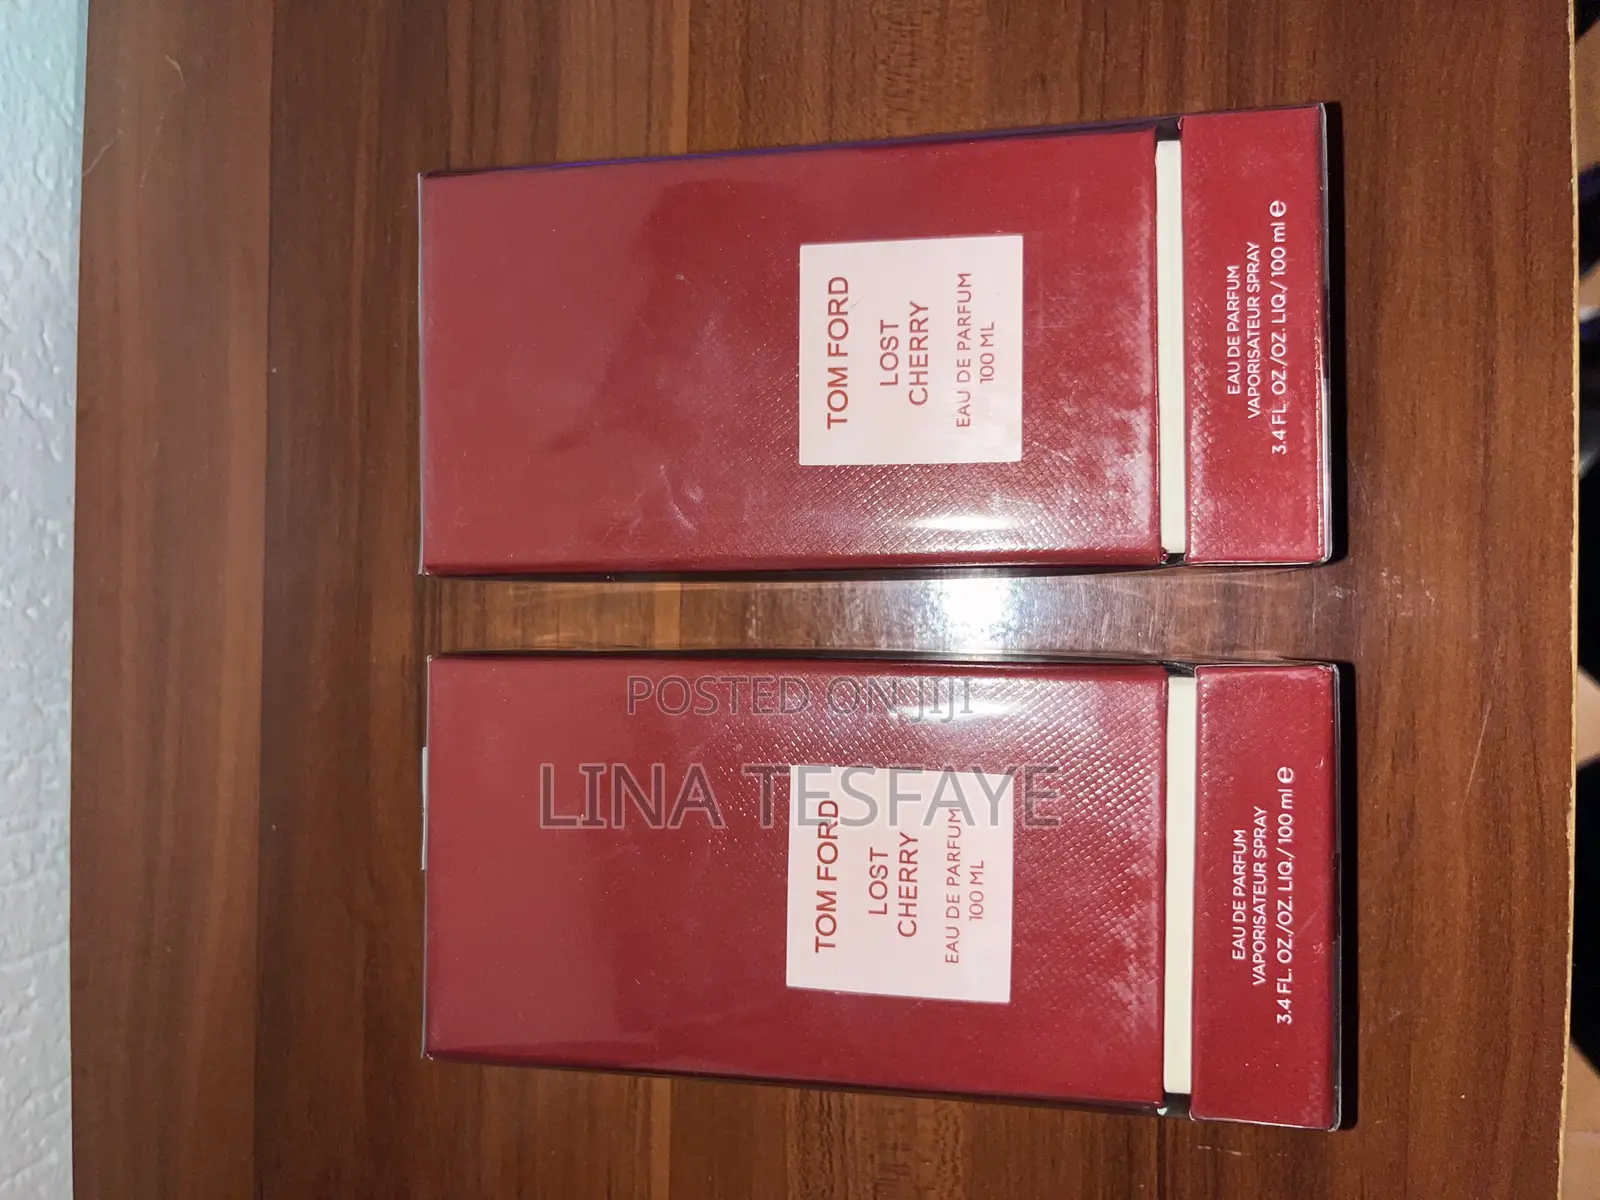 TOM FORD
LOST
CHERRY
EAU DE PARFUM
100 ML
EAU DE PARFUM
VAPORISATEUR SPRAY
3.4 FL. OZ./OZ. LIQ./ 100 ml e
POSTED ON JIJI
LINA TESFAYE
TOM FORD
LOST
CHERRY
EAU DE PARFUM
100 ML
EAU DE PARFUM
VAPORISATEUR SPRAY
3.4 FL. OZ./OZ. LIQ./ 100 ml e